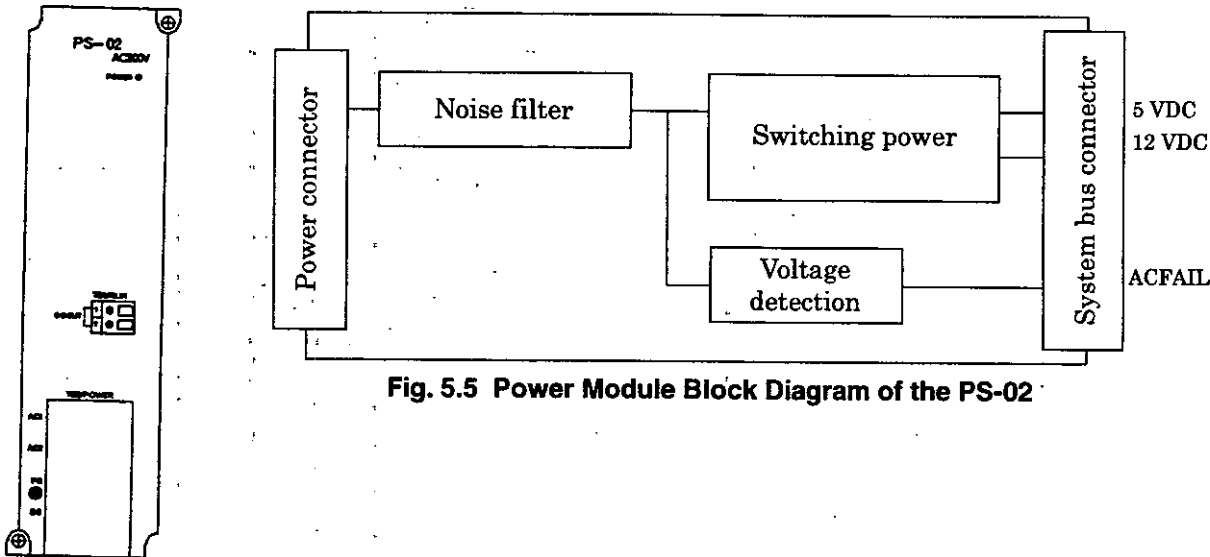 PS-02
AC200V
POWER
Power connector
Noise filter
Switching power
Voltage
detection
System bus connector
5 VDC
12 VDC
ACFAIL
Fig. 5.5 Power Module Block Diagram of the PS-02